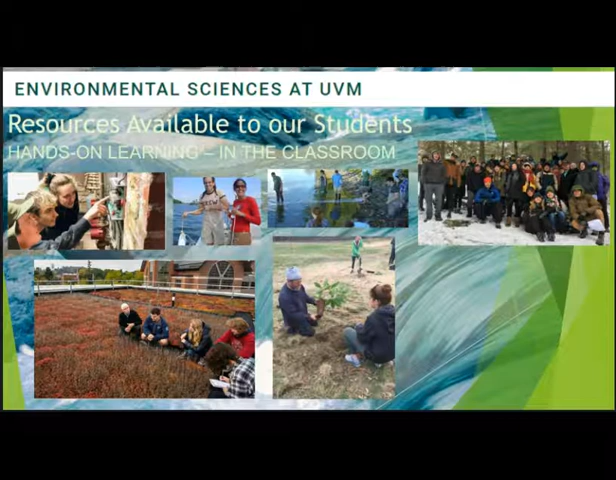 ENVIRONMENTAL SCIENCES AT UVM
Resources Available to our Students
HANDS-ON LEARNING – IN THE CLASSROOM